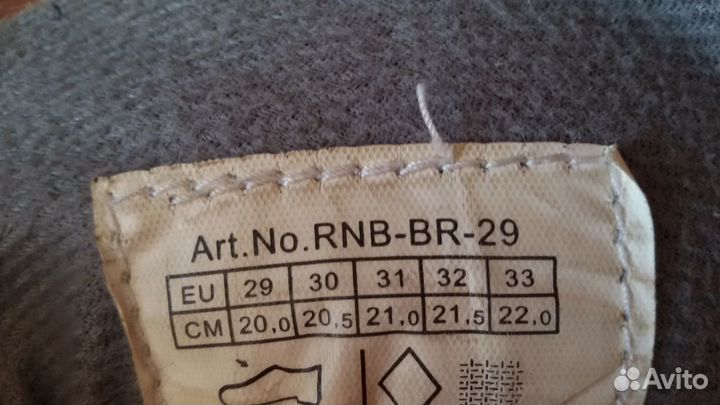 Art.No.RNB-BR-29
EU 29 30 31 32 33
CM 20,0 20,5 21,0 21,5 22,0
Avito